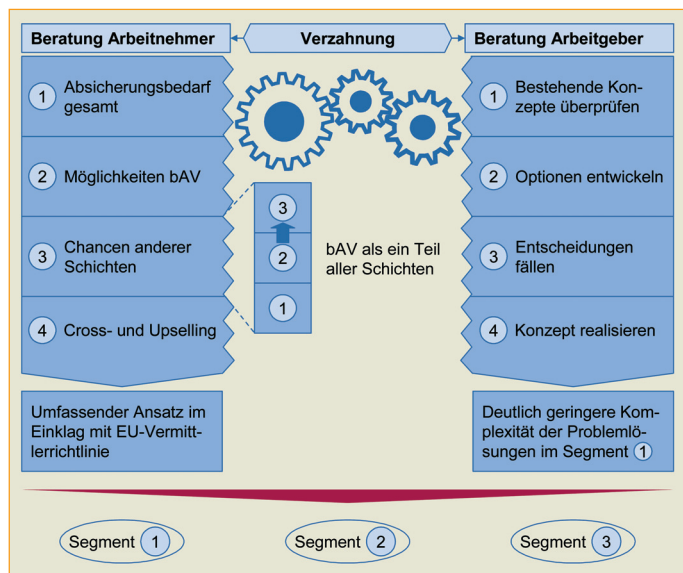 Beratung Arbeitnehmer
Verzahnung
Beratung Arbeitgeber
1 Absicherungsbedarf
gesamt
2 Möglichkeiten bAV
3 Chancen anderer
Schichten
4 Cross- und Upselling
3
2
1
bAV als ein Teil
aller Schichten
1 Bestehende Kon-
zepte überprüfen
2 Optionen entwickeln
3 Entscheidungen
fällen
4 Konzept realisieren
Umfassender Ansatz im
Einklag mit EU-Vermitt-
lerrichtlinie
Deutlich geringere Kom-
plexität der Problemlö-
sungen im Segment 1
Segment 1
Segment 2
Segment 3